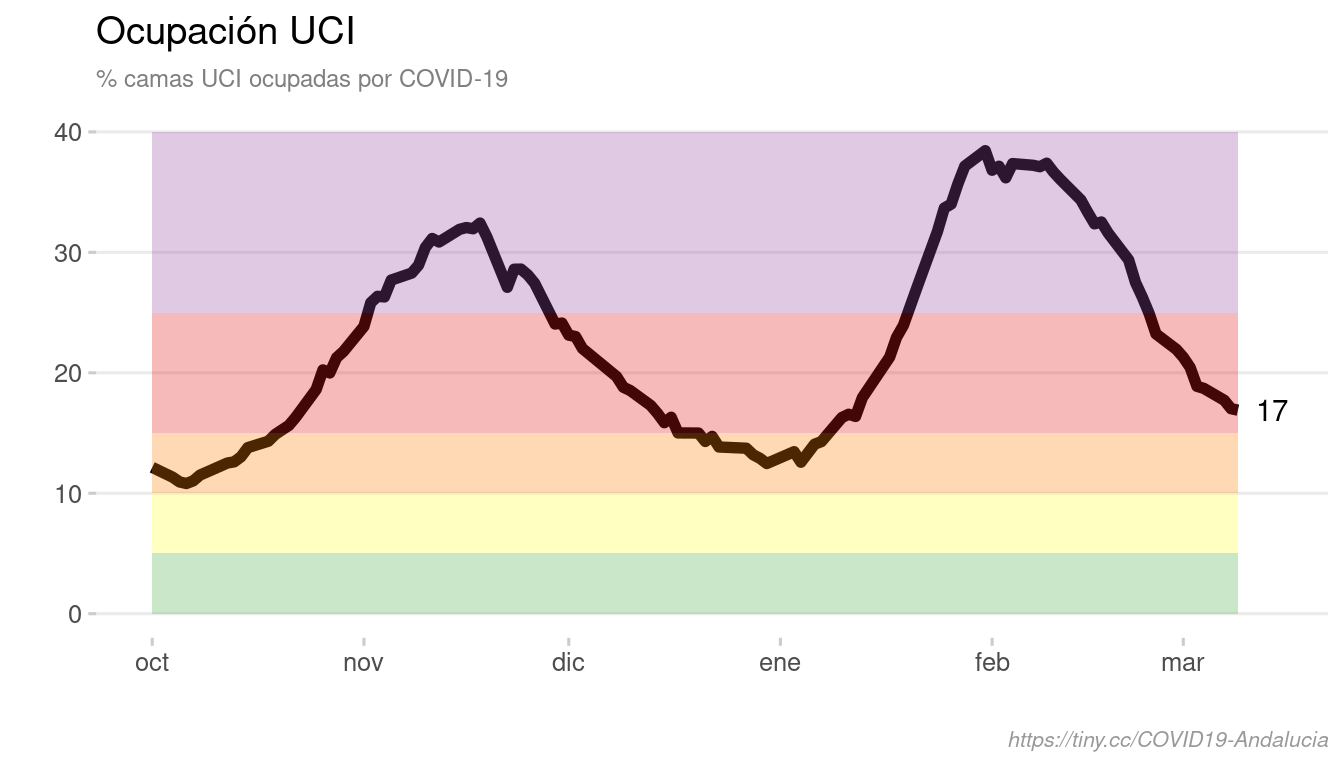 Ocupación UCI
% camas UCI ocupadas por COVID-19
40
30
20
17
10
0
oct nov dic ene feb mar
https://tiny.cc/COVID19-Andalucia